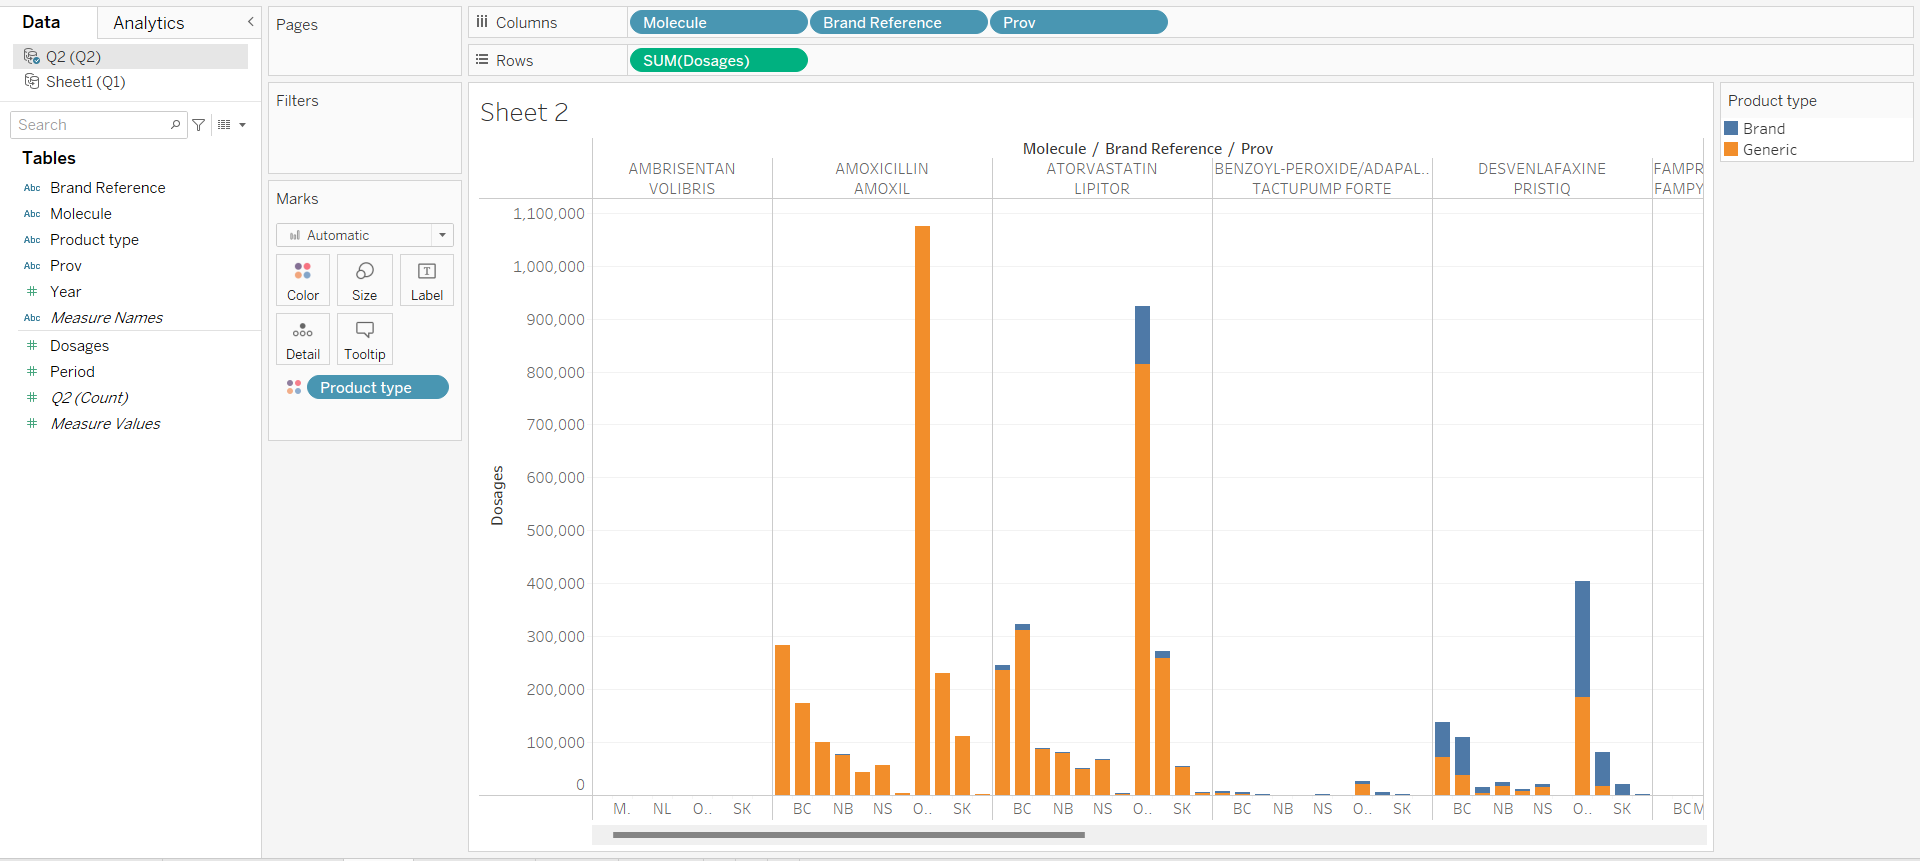 Data
Analytics
Q2 (Q2)
Sheet1 (Q1)
Search
Tables
Abc Brand Reference
Abc Molecule
Abc Product type
Abc Prov
# Year
Abc Measure Names
# Dosages
# Period
# Q2 (Count)
# Measure Values
Pages
Filters
Marks
Automatic
Color
Size
T
Label
Detail
Tooltip
Product type
Columns
Molecule
Brand Reference
Prov
Rows
SUM(Dosages)
Sheet 2
Molecule / Brand Reference / Prov
AMBRISENTAN
VOLIBRIS
AMOXICILLIN
AMOXIL
ATORVASTATIN
LIPITOR
BENZOYL-PEROXIDE/ADAPAL..
TACTUPUMP FORTE
DESVENLAFAXINE
PRISTIQ
FAMPR
FAMPY
Dosages
1,100,000
1,000,000
900,000
800,000
700,000
600,000
500,000
400,000
300,000
200,000
100,000
0
M. NL O.. SK
BC NB NS O.. SK
BC NB NS O.. SK
BC NB NS O.. SK
BC NB NS O.. SK
BC M
Product type
Brand
Generic